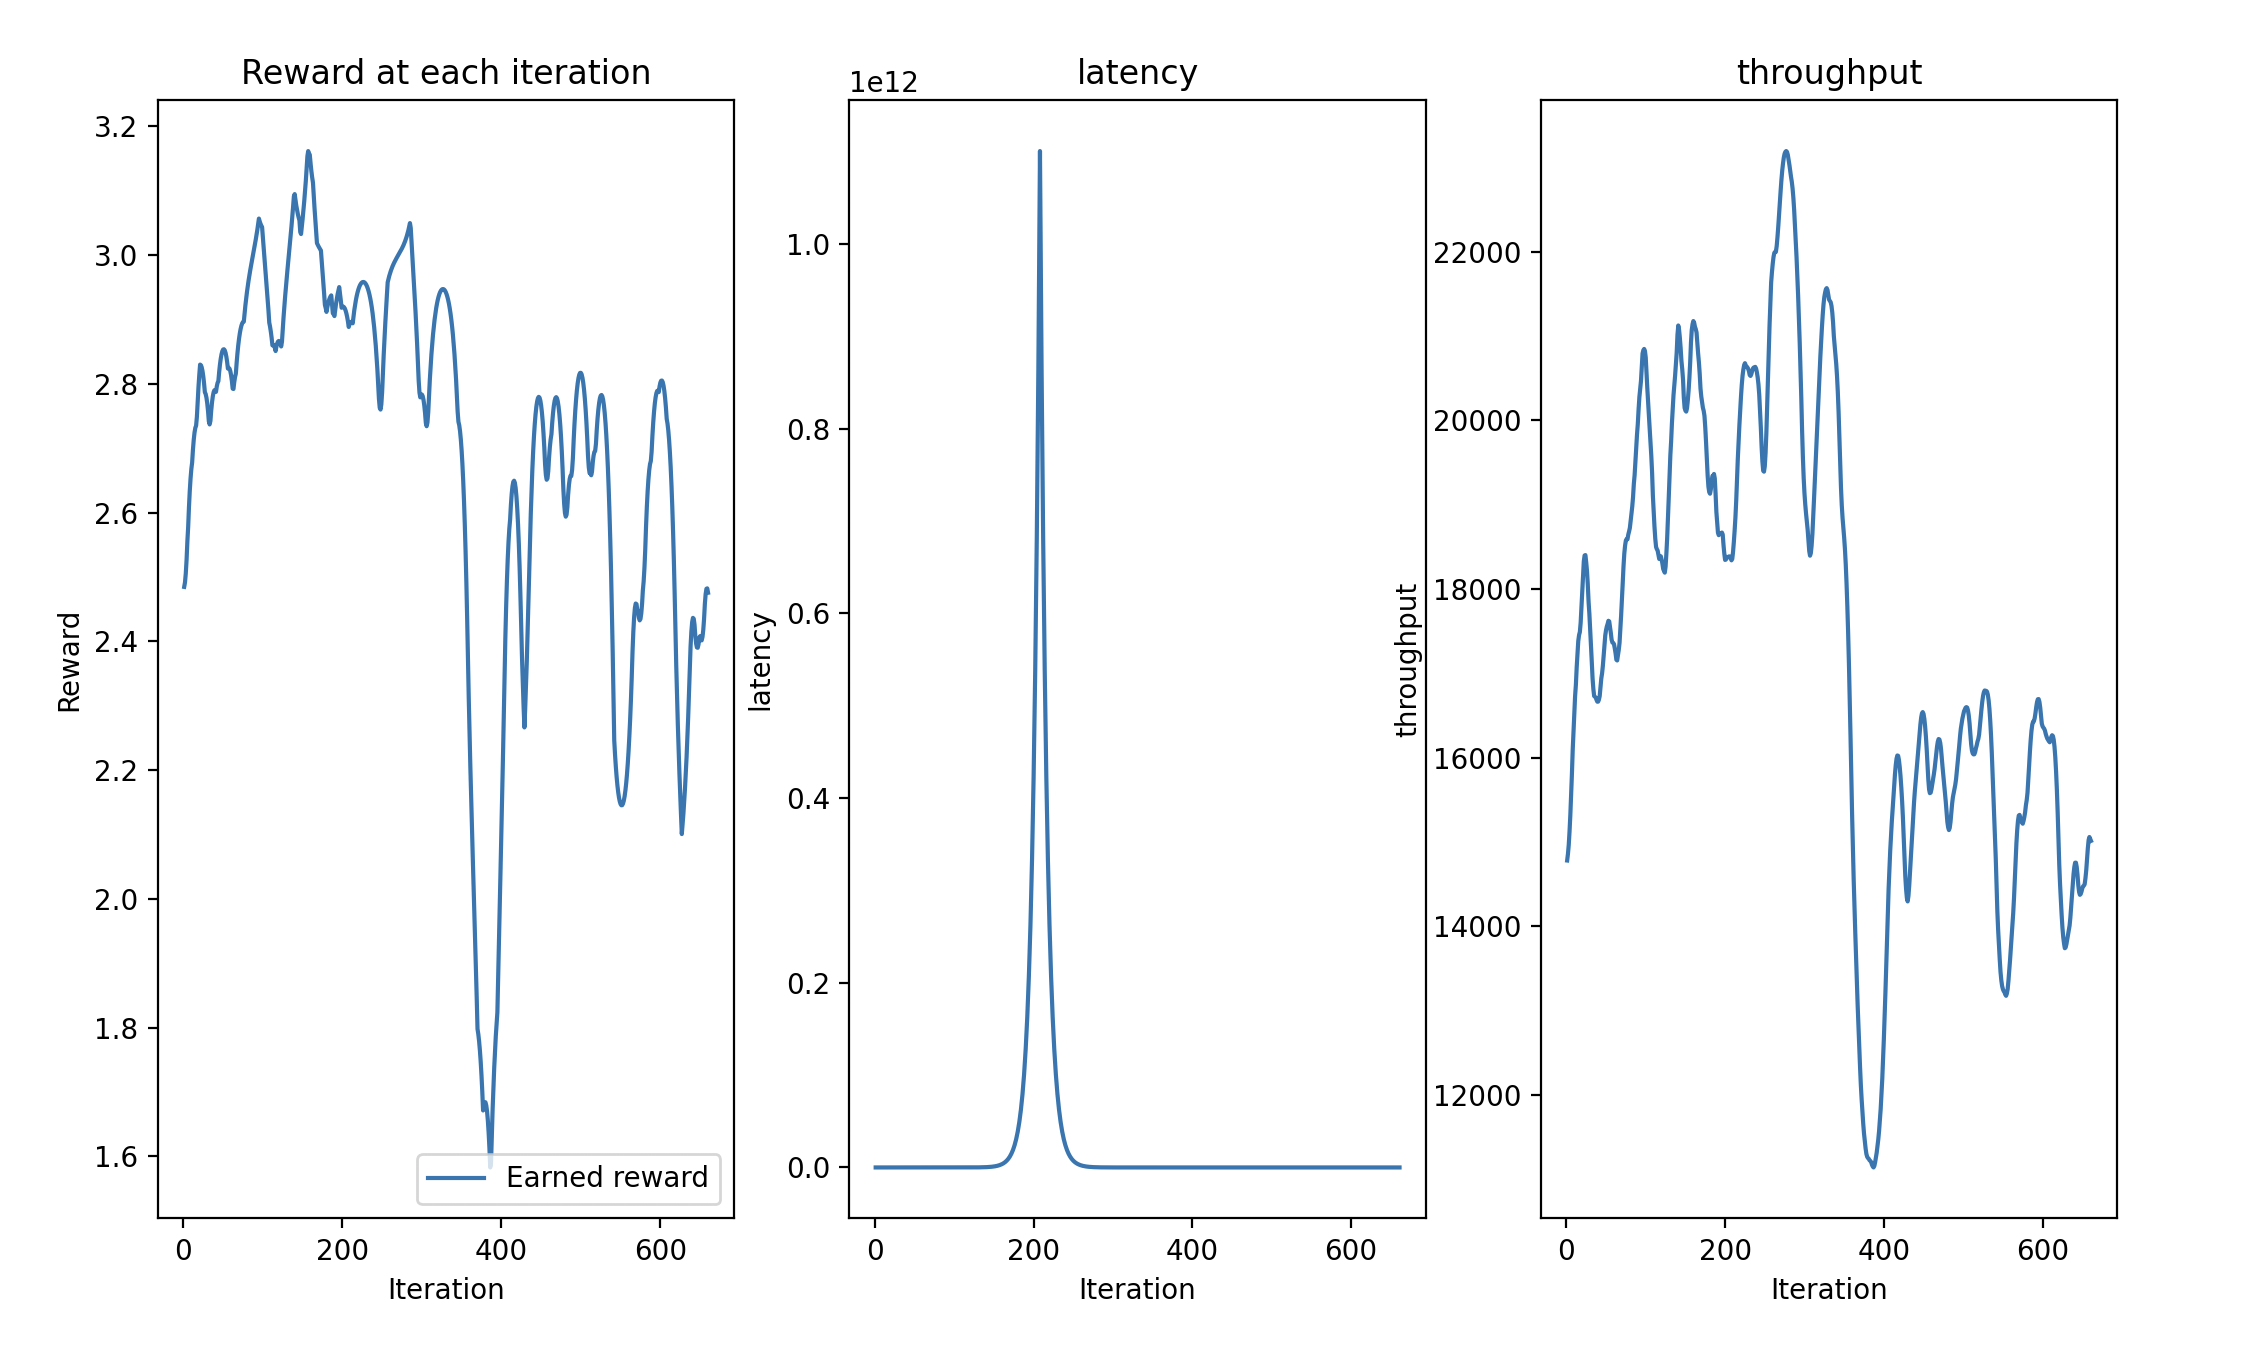 Reward at each iteration
3.2
3.0
2.8
2.6
2.4
2.2
2.0
1.8
1.6
Reward
Earned reward
0 200 400 600
Iteration
latency
1e12
1.0
0.8
0.6
0.4
0.2
0.0
latency
0 200 400 600
Iteration
throughput
22000
20000
18000
16000
14000
12000
throughput
0 200 400 600
Iteration